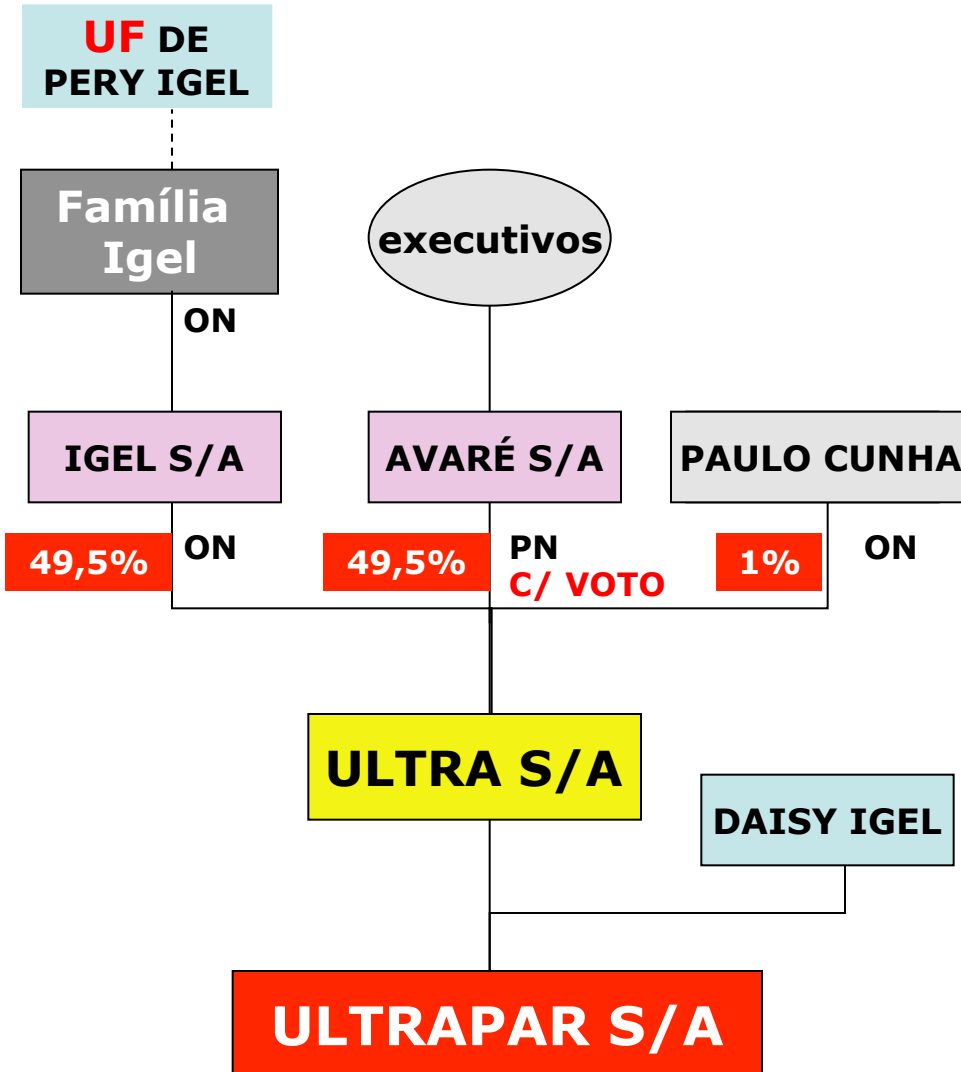 UF DE
PERY IGEL
Família
Igel
executivos
ON
IGEL S/A
AVARÉ S/A
PAULO CUNHA
49,5%
ON
49,5%
PN
C/ VOTO
1%
ON
ULTRA S/A
DAISY IGEL
ULTRAPAR S/A